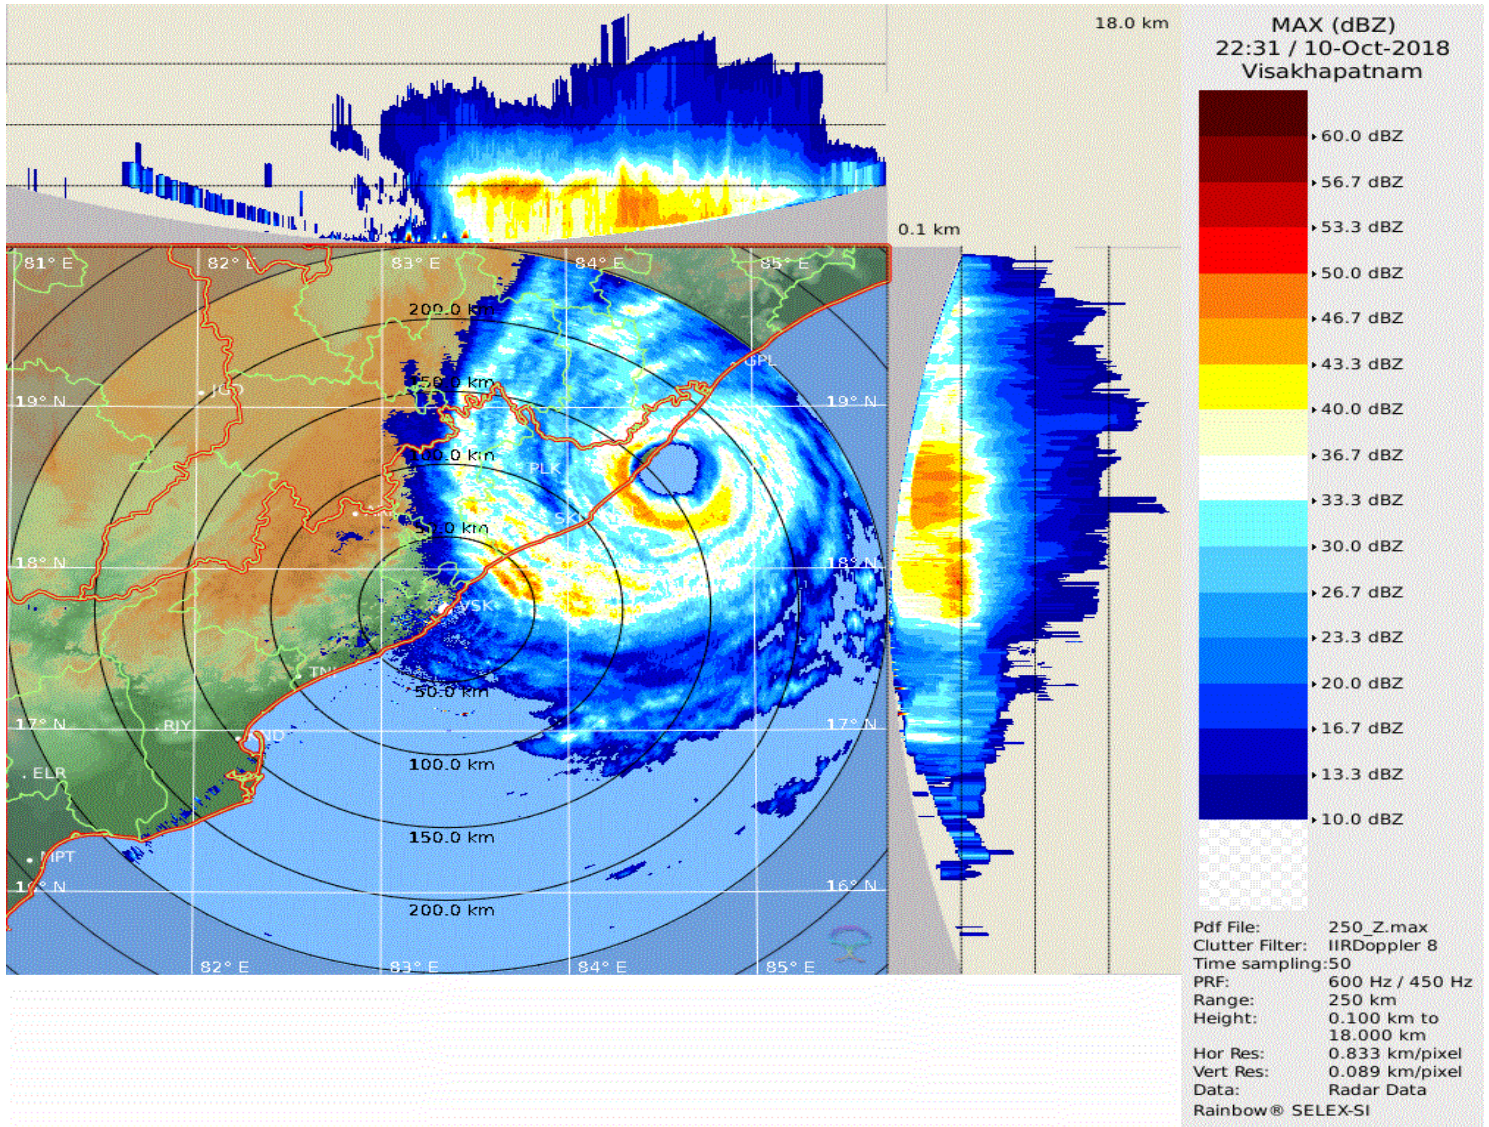 18.0 km
0.1 km
MAX (dBZ)
22:31 / 10-Oct-2018
Visakhapatnam
60.0 dBZ
56.7 dBZ
53.3 dBZ
50.0 dBZ
46.7 dBZ
43.3 dBZ
40.0 dBZ
36.7 dBZ
33.3 dBZ
30.0 dBZ
26.7 dBZ
23.3 dBZ
20.0 dBZ
16.7 dBZ
13.3 dBZ
10.0 dBZ
81° E 82° E 83° E 84° E 85° E
200.0 km
GPL
150.0 km
19° N 19° N
100.0 km
PLK
50.0 km
18° N 18° N
VSK
50.0 km
17° N RJY 17° N
100.0 km
ELR
150.0 km
MPT
16° N 16° N
200.0 km
82° E 83° E 84° E 85° E
Pdf File: 250_Z.max
Clutter Filter: IIRDoppler 8
Time sampling:50
PRF: 600 Hz / 450 Hz
Range: 250 km
Height: 0.100 km to
18.000 km
Hor Res: 0.833 km/pixel
Vert Res: 0.089 km/pixel
Data: Radar Data
Rainbow® SELEX-SI